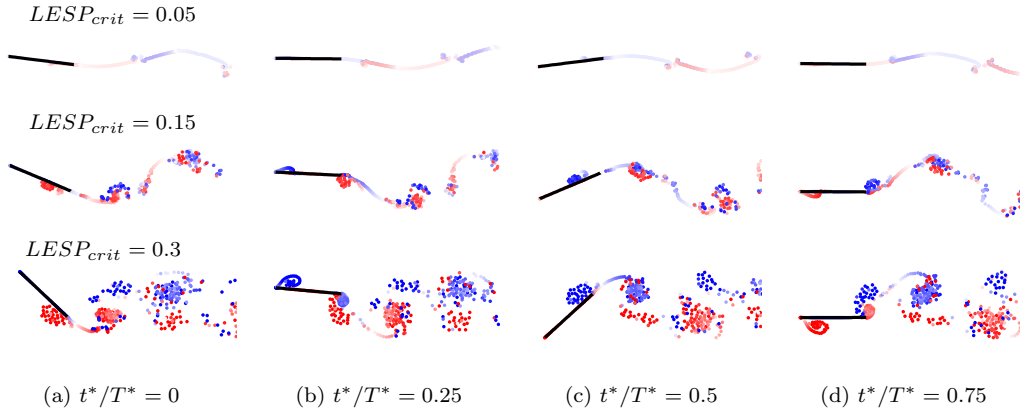 LESP_crit = 0.05
LESP_crit = 0.15
LESP_crit = 0.3
(a) t*/T* = 0 (b) t*/T* = 0.25 (c) t*/T* = 0.5 (d) t*/T* = 0.75